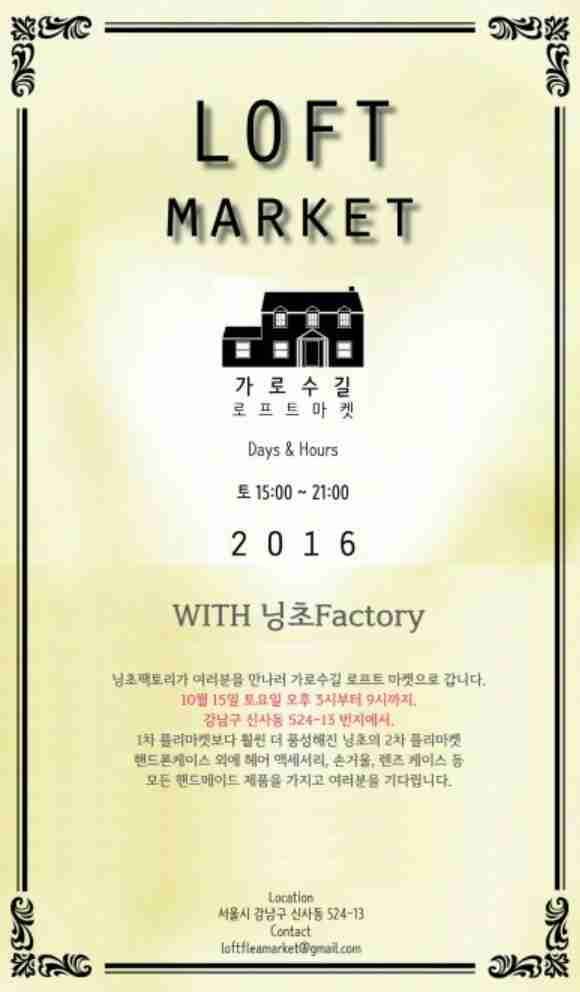 LOFT
MARKET
가로수길
로프트마켓
Days & Hours
토 15:00 ~ 21:00
2016
WITH 닝초Factory
닝초팩토리가 여러분을 만나러 가로수길 로프트 마켓으로 갑니다.
10월 15일 토요일 오후 3시부터 9시까지.
강남구 신사동 524-13 번지에서.
1차 플리마켓보다 훨씬 더 풍성해진 닝초의 2차 플리마켓
핸드폰케이스 외에 헤어 액세서리, 손거울, 렌즈 케이스 등
모든 핸드메이드 제품을 가지고 여러분을 기다립니다.
Location
서울시 강남구 신사동 524-13
Contact
loftfleamarket@gmail.com